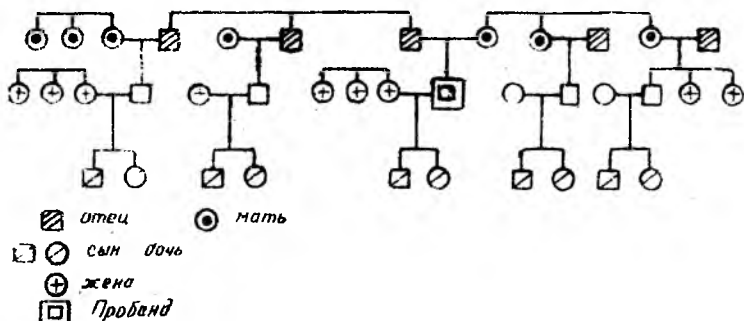 отец мать
сын дочь
жена
Пробанд